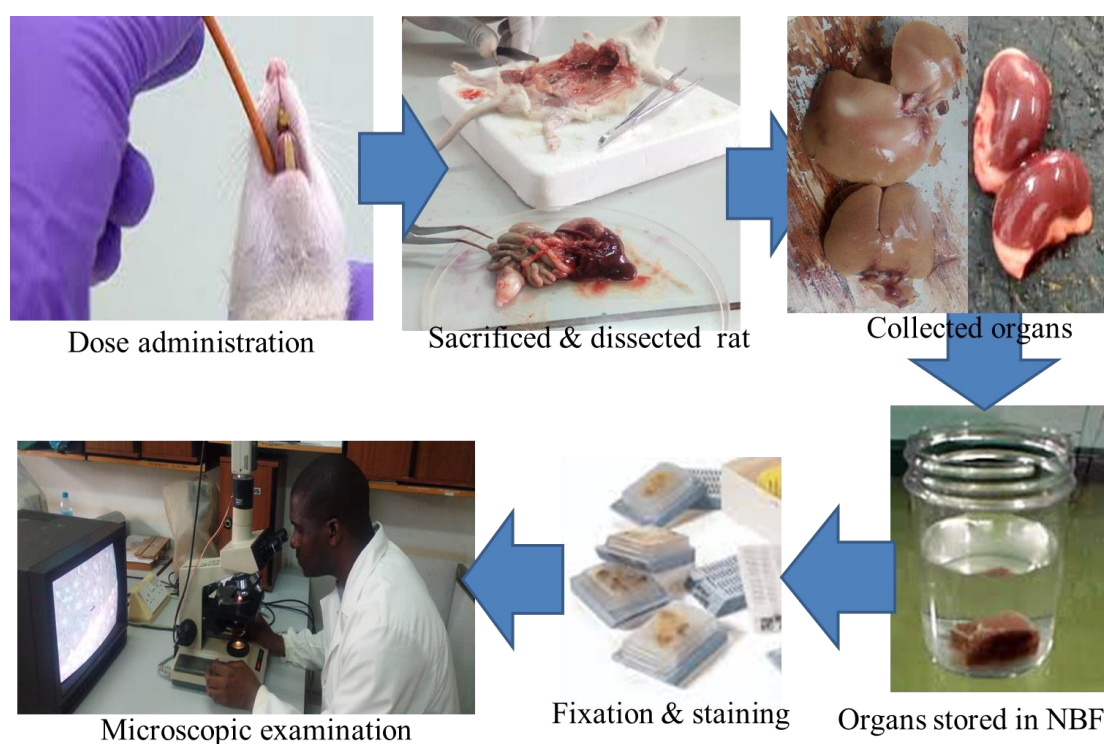 Dose administration
Sacrificed & dissected rat
Collected organs
Organs stored in NBF
Fixation & staining
Microscopic examination